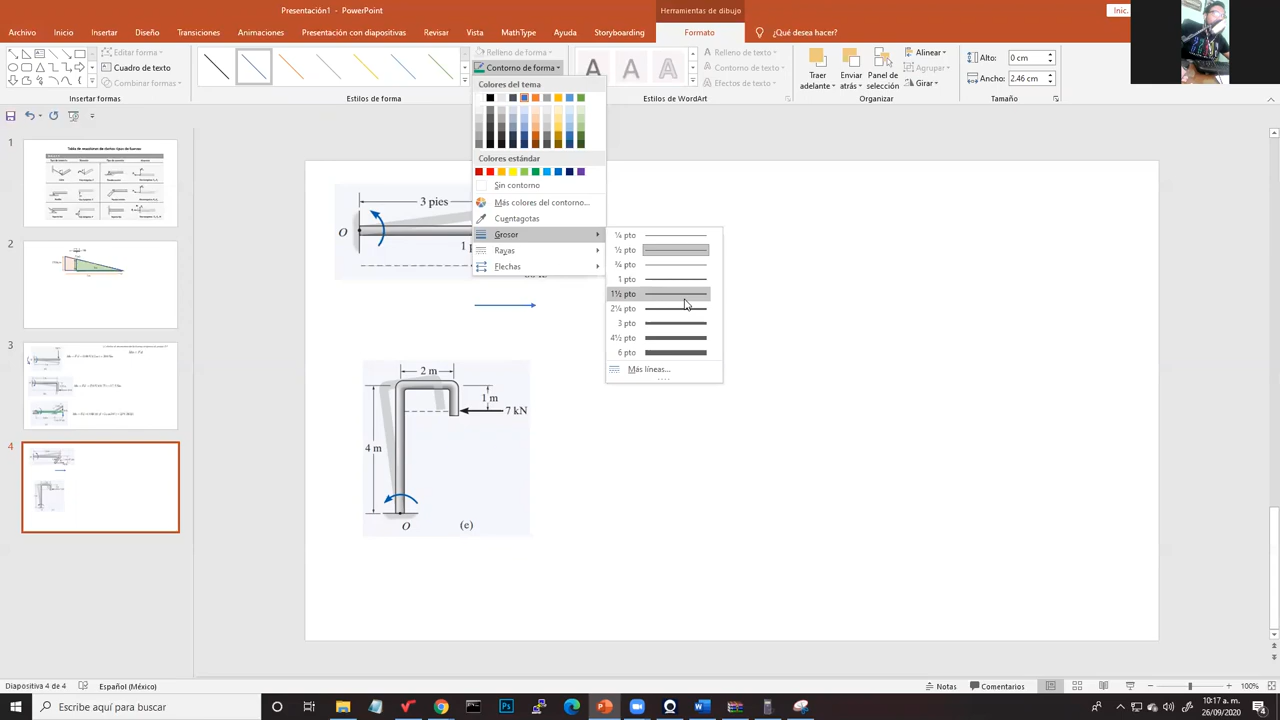 Presentación1 - PowerPoint
Herramientas de dibujo
Inic.
Archivo
Inicio
Insertar
Dibujar
Diseño
Transiciones
Animaciones
Presentación con diapositivas
Revisar
Vista
MathType
Ayuda
Storyboarding
Formato
¿Qué desea hacer?
Editar forma
Cuadro de texto
Combinar formas
Insertar formas
Estilos de forma
Relleno de forma
Contorno de forma
Estilos de WordArt
Relleno de texto
Contorno de texto
Efectos de texto
Traer adelante
Enviar atrás
Panel de selección
Alinear
Agrupar
Girar
Organizar
Alto: 0 cm
Ancho: 2.46 cm
Tamaño
Colores del tema
Colores estándar
Sin contorno
Más colores del contorno...
Cuentagotas
Grosor
Rayas
Flechas
¼ pto
½ pto
¾ pto
1 pto
1½ pto
2¼ pto
3 pto
4½ pto
6 pto
Más líneas...
1
2
3
4
3 pies
O
1 p
2 m
1 m
7 kN
4 m
O
(e)
Diapositiva 4 de 4
Español (México)
Notas
Comentarios
100%
Escribe aquí para buscar
10:17 a. m.
26/09/2020